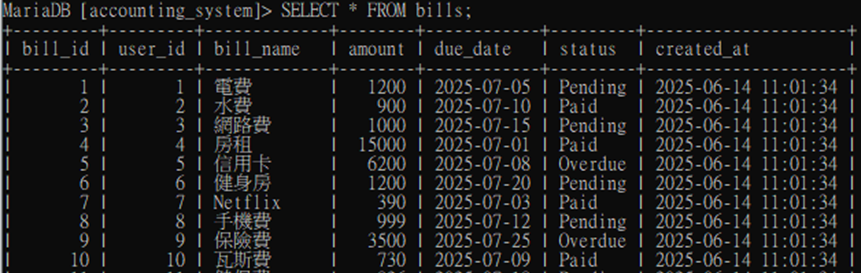 MariaDB [accounting_system]> SELECT * FROM bills;
| bill_id | user_id | bill_name | amount | due_date | status | created_at |
| 1 | 1 | 電費 | 1200 | 2025-07-05 | Pending | 2025-06-14 11:01:34 |
| 2 | 2 | 水費 | 900 | 2025-07-10 | Paid | 2025-06-14 11:01:34 |
| 3 | 3 | 網路費 | 1000 | 2025-07-15 | Pending | 2025-06-14 11:01:34 |
| 4 | 4 | 房租 | 15000 | 2025-07-01 | Paid | 2025-06-14 11:01:34 |
| 5 | 5 | 信用卡 | 6200 | 2025-07-08 | Overdue | 2025-06-14 11:01:34 |
| 6 | 6 | 健身房 | 1200 | 2025-07-20 | Pending | 2025-06-14 11:01:34 |
| 7 | 7 | Netflix | 390 | 2025-07-03 | Paid | 2025-06-14 11:01:34 |
| 8 | 8 | 手機費 | 999 | 2025-07-12 | Pending | 2025-06-14 11:01:34 |
| 9 | 9 | 保險費 | 3500 | 2025-07-25 | Overdue | 2025-06-14 11:01:34 |
| 10 | 10 | 瓦斯費 | 730 | 2025-07-09 | Paid | 2025-06-14 11:01:34 |